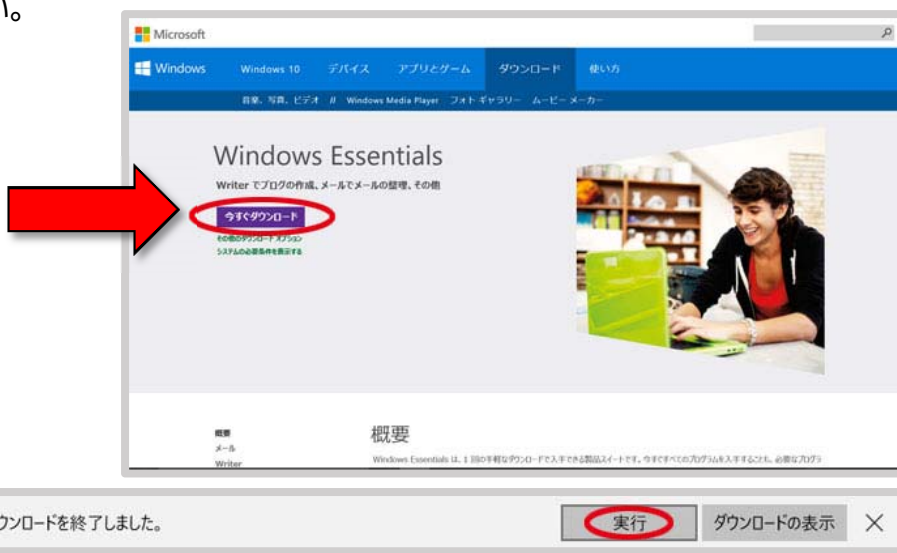 い。
Microsoft
Windows Windows 10 デバイス アプリとゲーム ダウンロード 使い方
音楽、写真、ビデオ // Windows Media Player フォト ギャラリー ムービー メーカー
Windows Essentials
Writer でブログの作成、メールでメールの整理、その他
今すぐダウンロード
その他のダウンロード オプション
システムの必要条件を表示する
概要
メール
Writer
概要
Windows Essentials は、1 回の手軽なダウンロードで入手できる製品スイートです。今すぐすべてのプログラムを入手することも、必要なプログラ
ウンロードを終了しました。
実行 ダウンロードの表示 ×